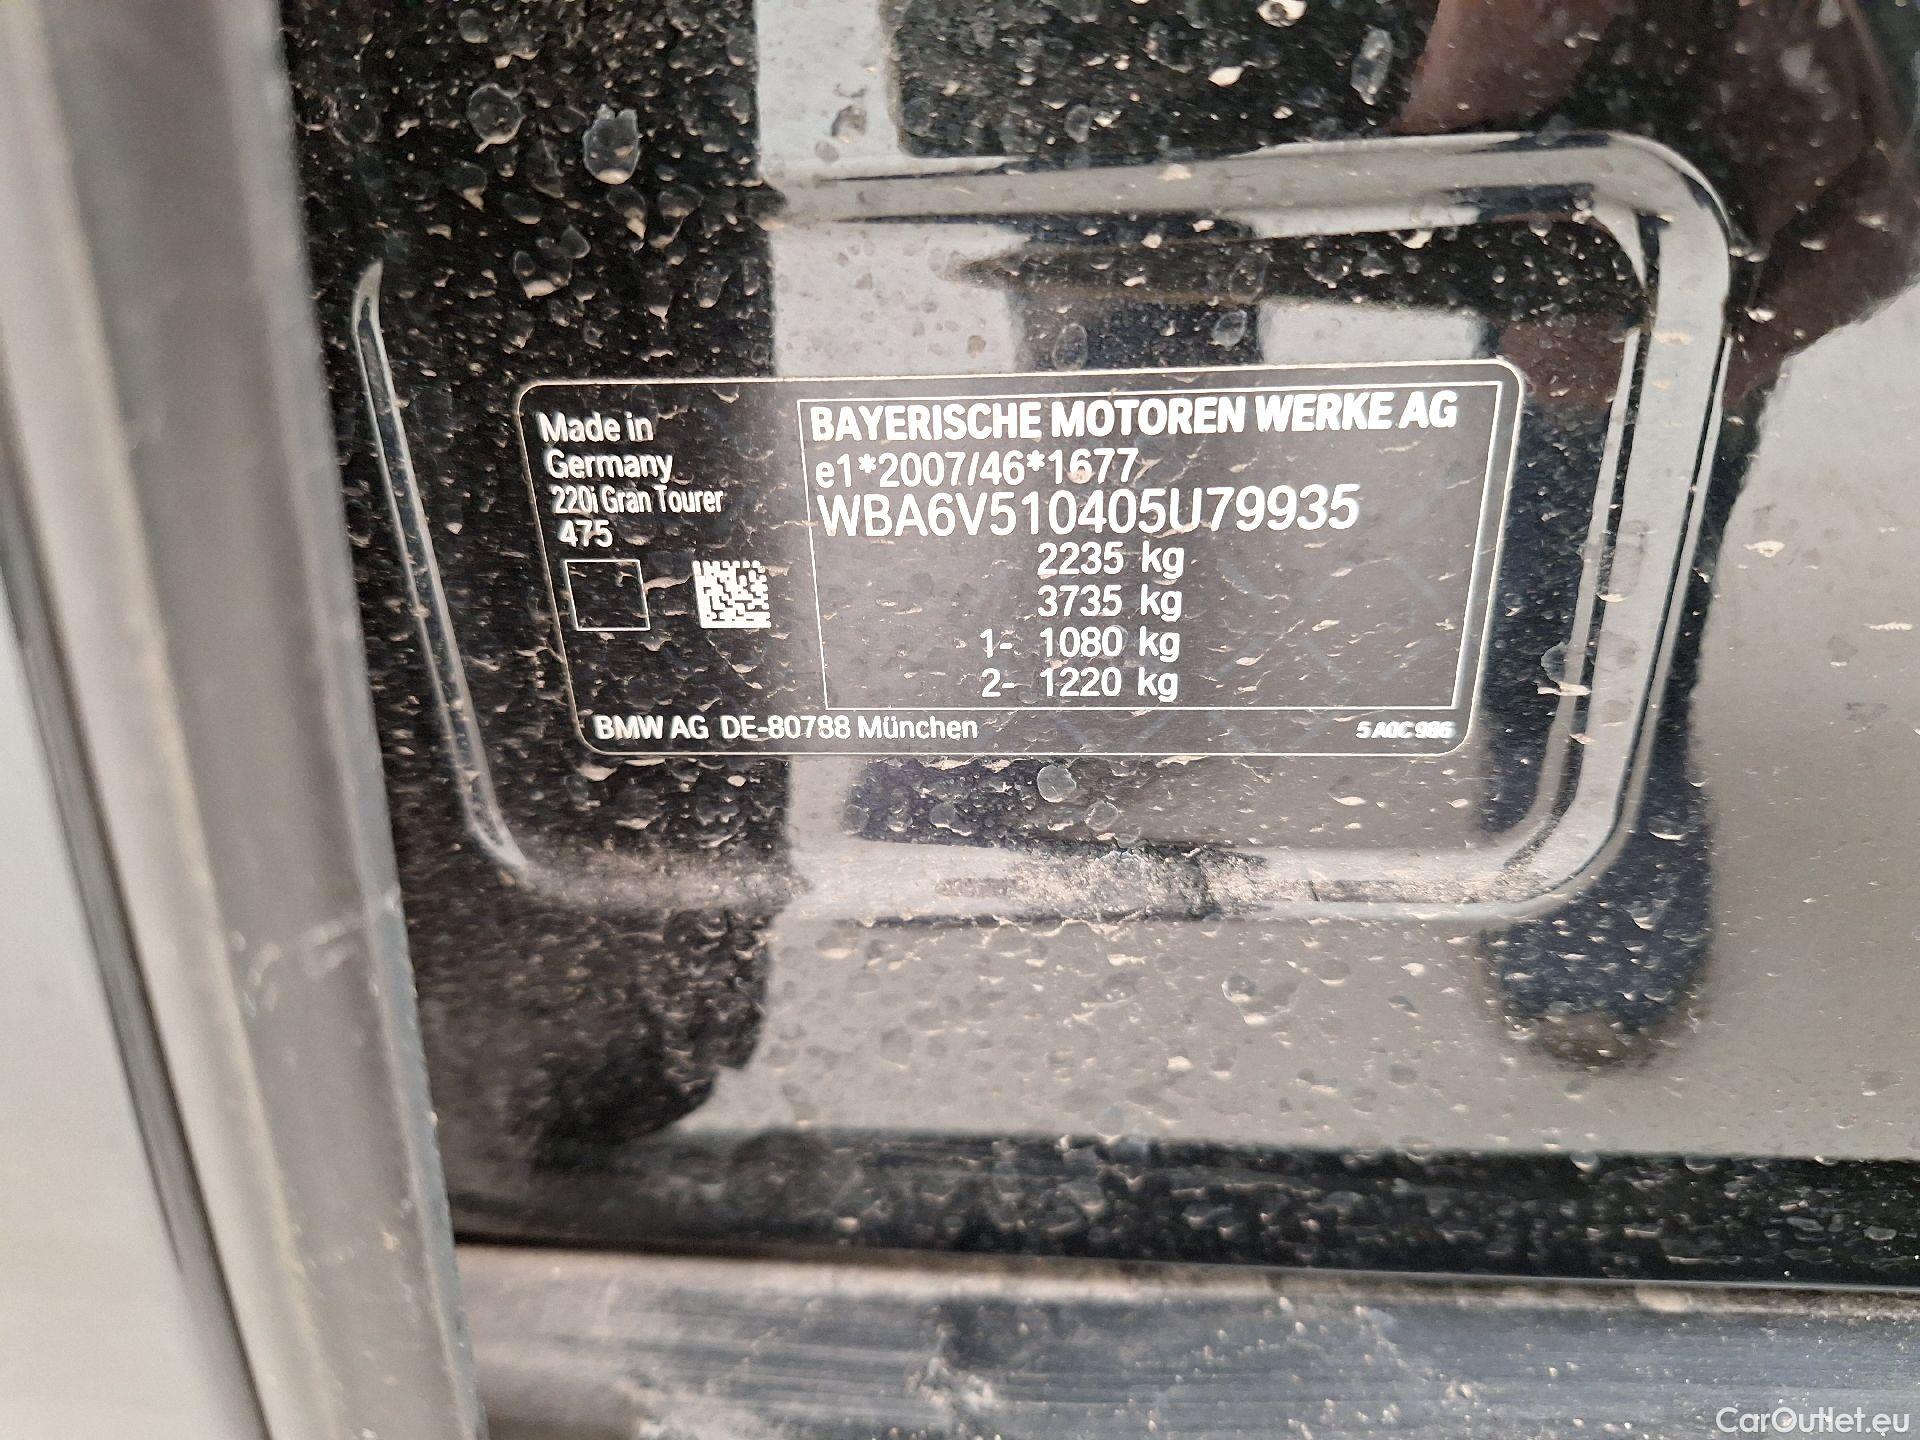 Made in
Germany
220i Gran Tourer
475
BAYERISCHE MOTOREN WERKE AG
e1*2007/46*1677
WBA6V510405U79935
2235 kg
3735 kg
1- 1080 kg
2- 1220 kg
BMW AG DE-80788 München
5 A0C 986
CarOutlet.eu